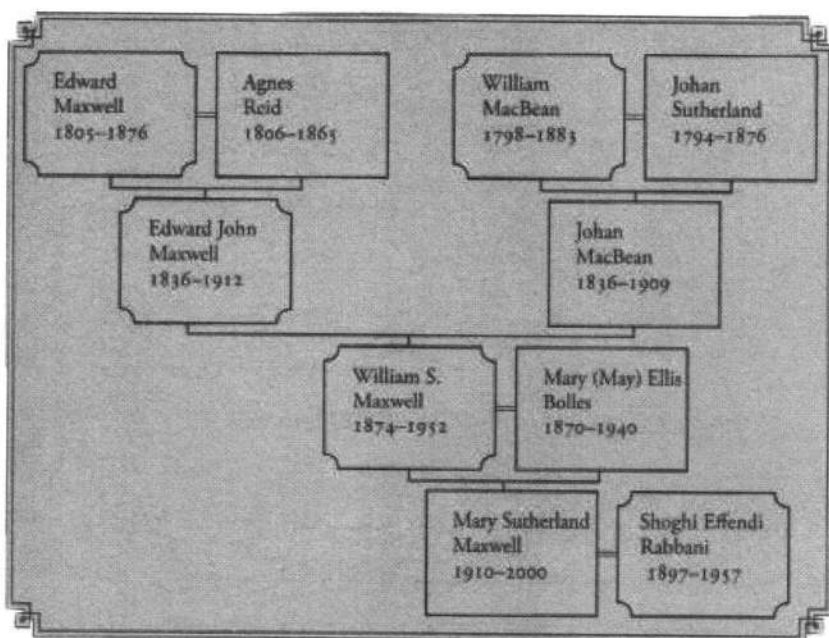 Edward
Maxwell
1805–1876
Agnes
Reid
1806–1865
William
MacBean
1798–1883
Johan
Sutherland
1794–1876
Edward John
Maxwell
1836–1912
Johan
MacBean
1836–1909
William S.
Maxwell
1874–1952
Mary (May) Ellis
Bolles
1870–1940
Mary Sutherland
Maxwell
1910–2000
Shoghi Effendi
Rabbani
1897–1957